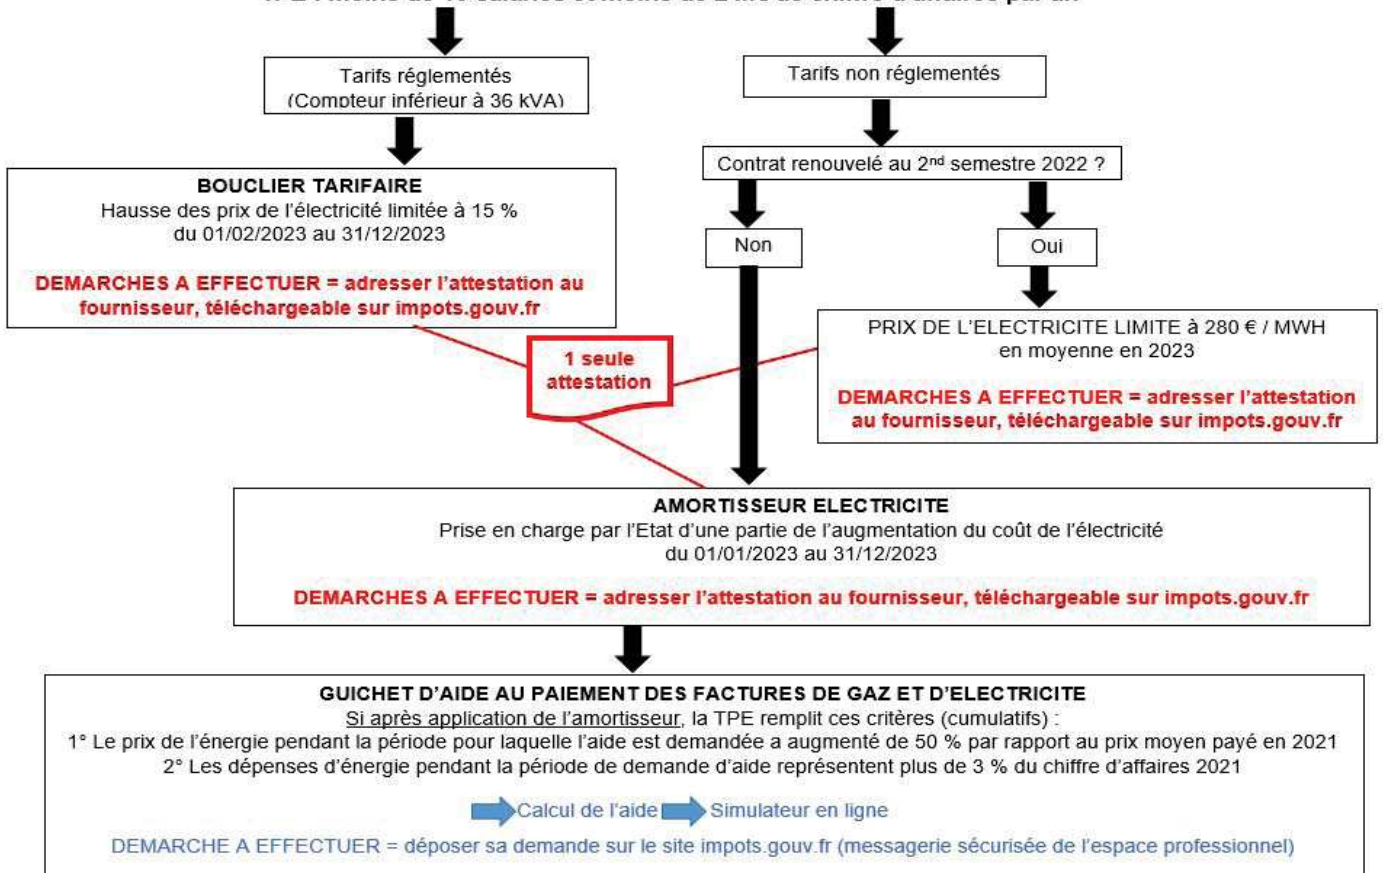 Tarifs réglementés
(Compteur inférieur à 36 kVA)
Tarifs non réglementés
Contrat renouvelé au 2nd semestre 2022 ?
BOUCLIER TARIFAIRE
Hausse des prix de l'électricité limitée à 15 %
du 01/02/2023 au 31/12/2023
DEMARCHES A EFFECTUER = adresser l'attestation au
fournisseur, téléchargeable sur impots.gouv.fr
Non
Oui
1 seule
attestation
PRIX DE L'ELECTRICITE LIMITE à 280 € / MWH
en moyenne en 2023
DEMARCHES A EFFECTUER = adresser l'attestation
au fournisseur, téléchargeable sur impots.gouv.fr
AMORTISSEUR ELECTRICITE
Prise en charge par l'Etat d'une partie de l'augmentation du coût de l'électricité
du 01/01/2023 au 31/12/2023
DEMARCHES A EFFECTUER = adresser l'attestation au fournisseur, téléchargeable sur impots.gouv.fr
GUICHET D'AIDE AU PAIEMENT DES FACTURES DE GAZ ET D'ELECTRICITE
Si après application de l'amortisseur, la TPE remplit ces critères (cumulatifs) :
1° Le prix de l'énergie pendant la période pour laquelle l'aide est demandée a augmenté de 50 % par rapport au prix moyen payé en 2021
2° Les dépenses d'énergie pendant la période de demande d'aide représentent plus de 3 % du chiffre d'affaires 2021
Calcul de l'aide Simulateur en ligne
DEMARCHE A EFFECTUER = déposer sa demande sur le site impots.gouv.fr (messagerie sécurisée de l'espace professionnel)